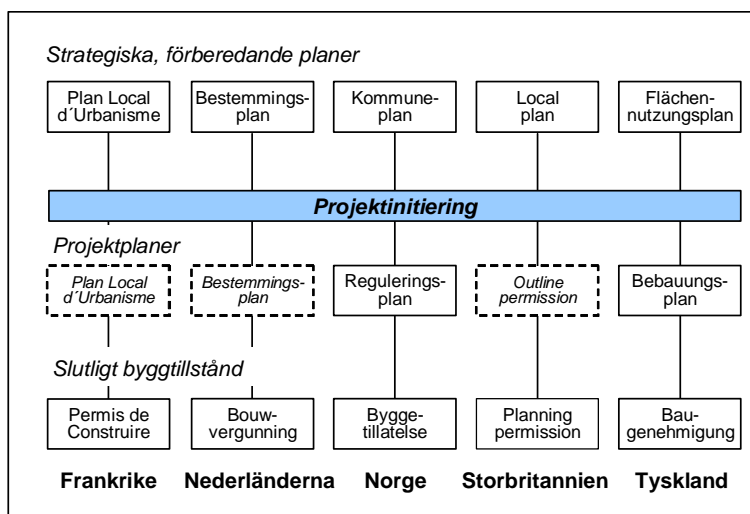 Strategiska, förberedande planer
Plan Local
d´Urbanisme
Bestemmings-
plan
Kommune-
plan
Local
plan
Flächen-
nutzungsplan
Projektinitiering
Projektplaner
Plan Local
d´Urbanisme
Bestemmings-
plan
Regulerings-
plan
Outline
permission
Bebauungs-
plan
Slutligt byggtillstånd
Permis de
Construire
Bouw-
vergunning
Bygge-
tillatelse
Planning
permission
Bau-
genehmigung
Frankrike
Nederländerna
Norge
Storbritannien
Tyskland